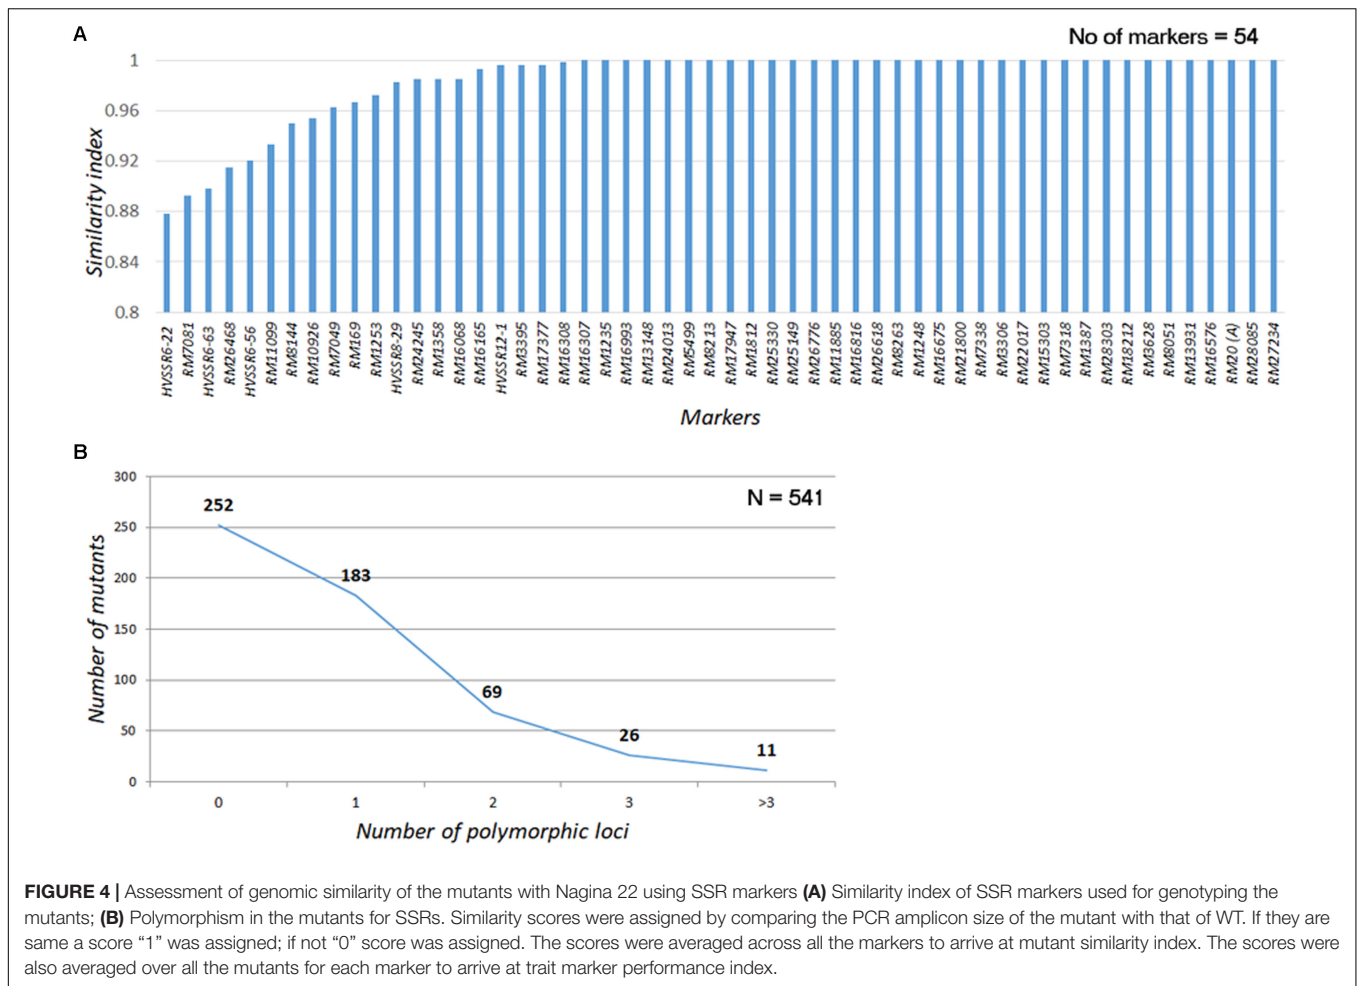 A
No of markers = 54
1
0.96
0.92
0.88
0.84
0.8
Similarity index
HVSSR6-22
RM7081
HVSSR6-63
RM26468
HVSSR6-56
RM11099
RM8144
RM10926
RM7049
RM169
RM1253
HVSSR8-29
RM24245
RM1358
RM16068
RM16165
HVSSR12-1
RM3395
RM17377
RM16308
RM16307
RM1235
RM16993
RM13148
RM24013
RM5499
RM8213
RM17947
RM1812
RM25330
RM25149
RM26776
RM11885
RM16816
RM26618
RM8263
RM1248
RM16675
RM21800
RM7338
RM3306
RM22017
RM15303
RM7318
RM1387
RM28303
RM18212
RM3628
RM8051
RM13931
RM16576
RM20 (A)
RM28085
RM27234
Markers
B
N = 541
300
250
200
150
100
50
0
Number of mutants
252
183
69
26
11
0
1
2
3
>3
Number of polymorphic loci
FIGURE 4 | Assessment of genomic similarity of the mutants with Nagina 22 using SSR markers (A) Similarity index of SSR markers used for genotyping the
mutants; (B) Polymorphism in the mutants for SSRs. Similarity scores were assigned by comparing the PCR amplicon size of the mutant with that of WT. If they are
same a score “1” was assigned; if not “0” score was assigned. The scores were averaged across all the markers to arrive at mutant similarity index. The scores were
also averaged over all the mutants for each marker to arrive at trait marker performance index.